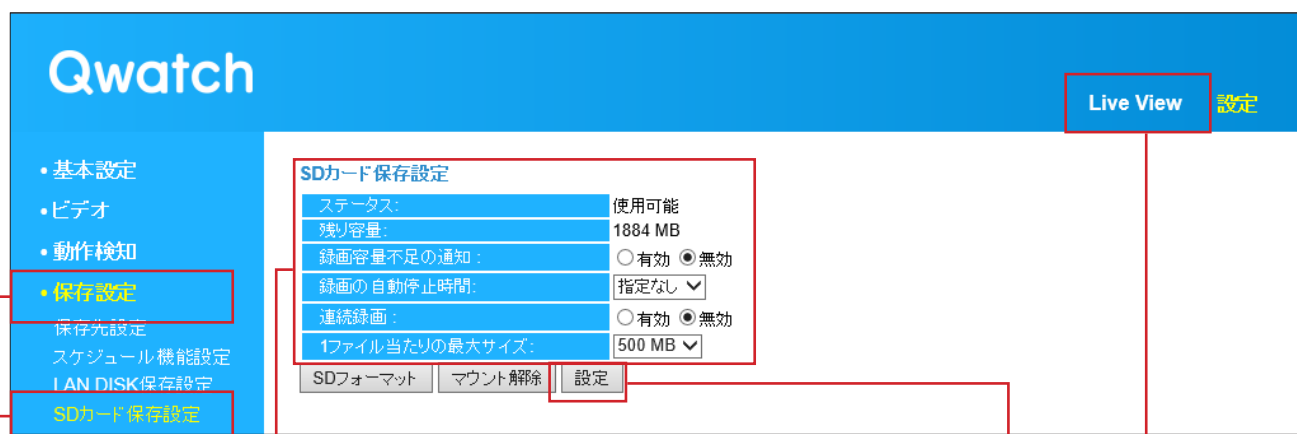 Qwatch
Live View 設定
• 基本設定
• ビデオ
• 動作検知
• 保存設定
保存先設定
スケジュール機能設定
LAN DISK保存設定
SDカード保存設定
SDカード保存設定
ステータス: 使用可能
残り容量: 1884 MB
録画容量不足の通知 : 有効 無効
録画の自動停止時間: 指定なし
連続録画 : 有効 無効
1ファイル当たりの最大サイズ: 500 MB
SDフォーマット マウント解除 設定